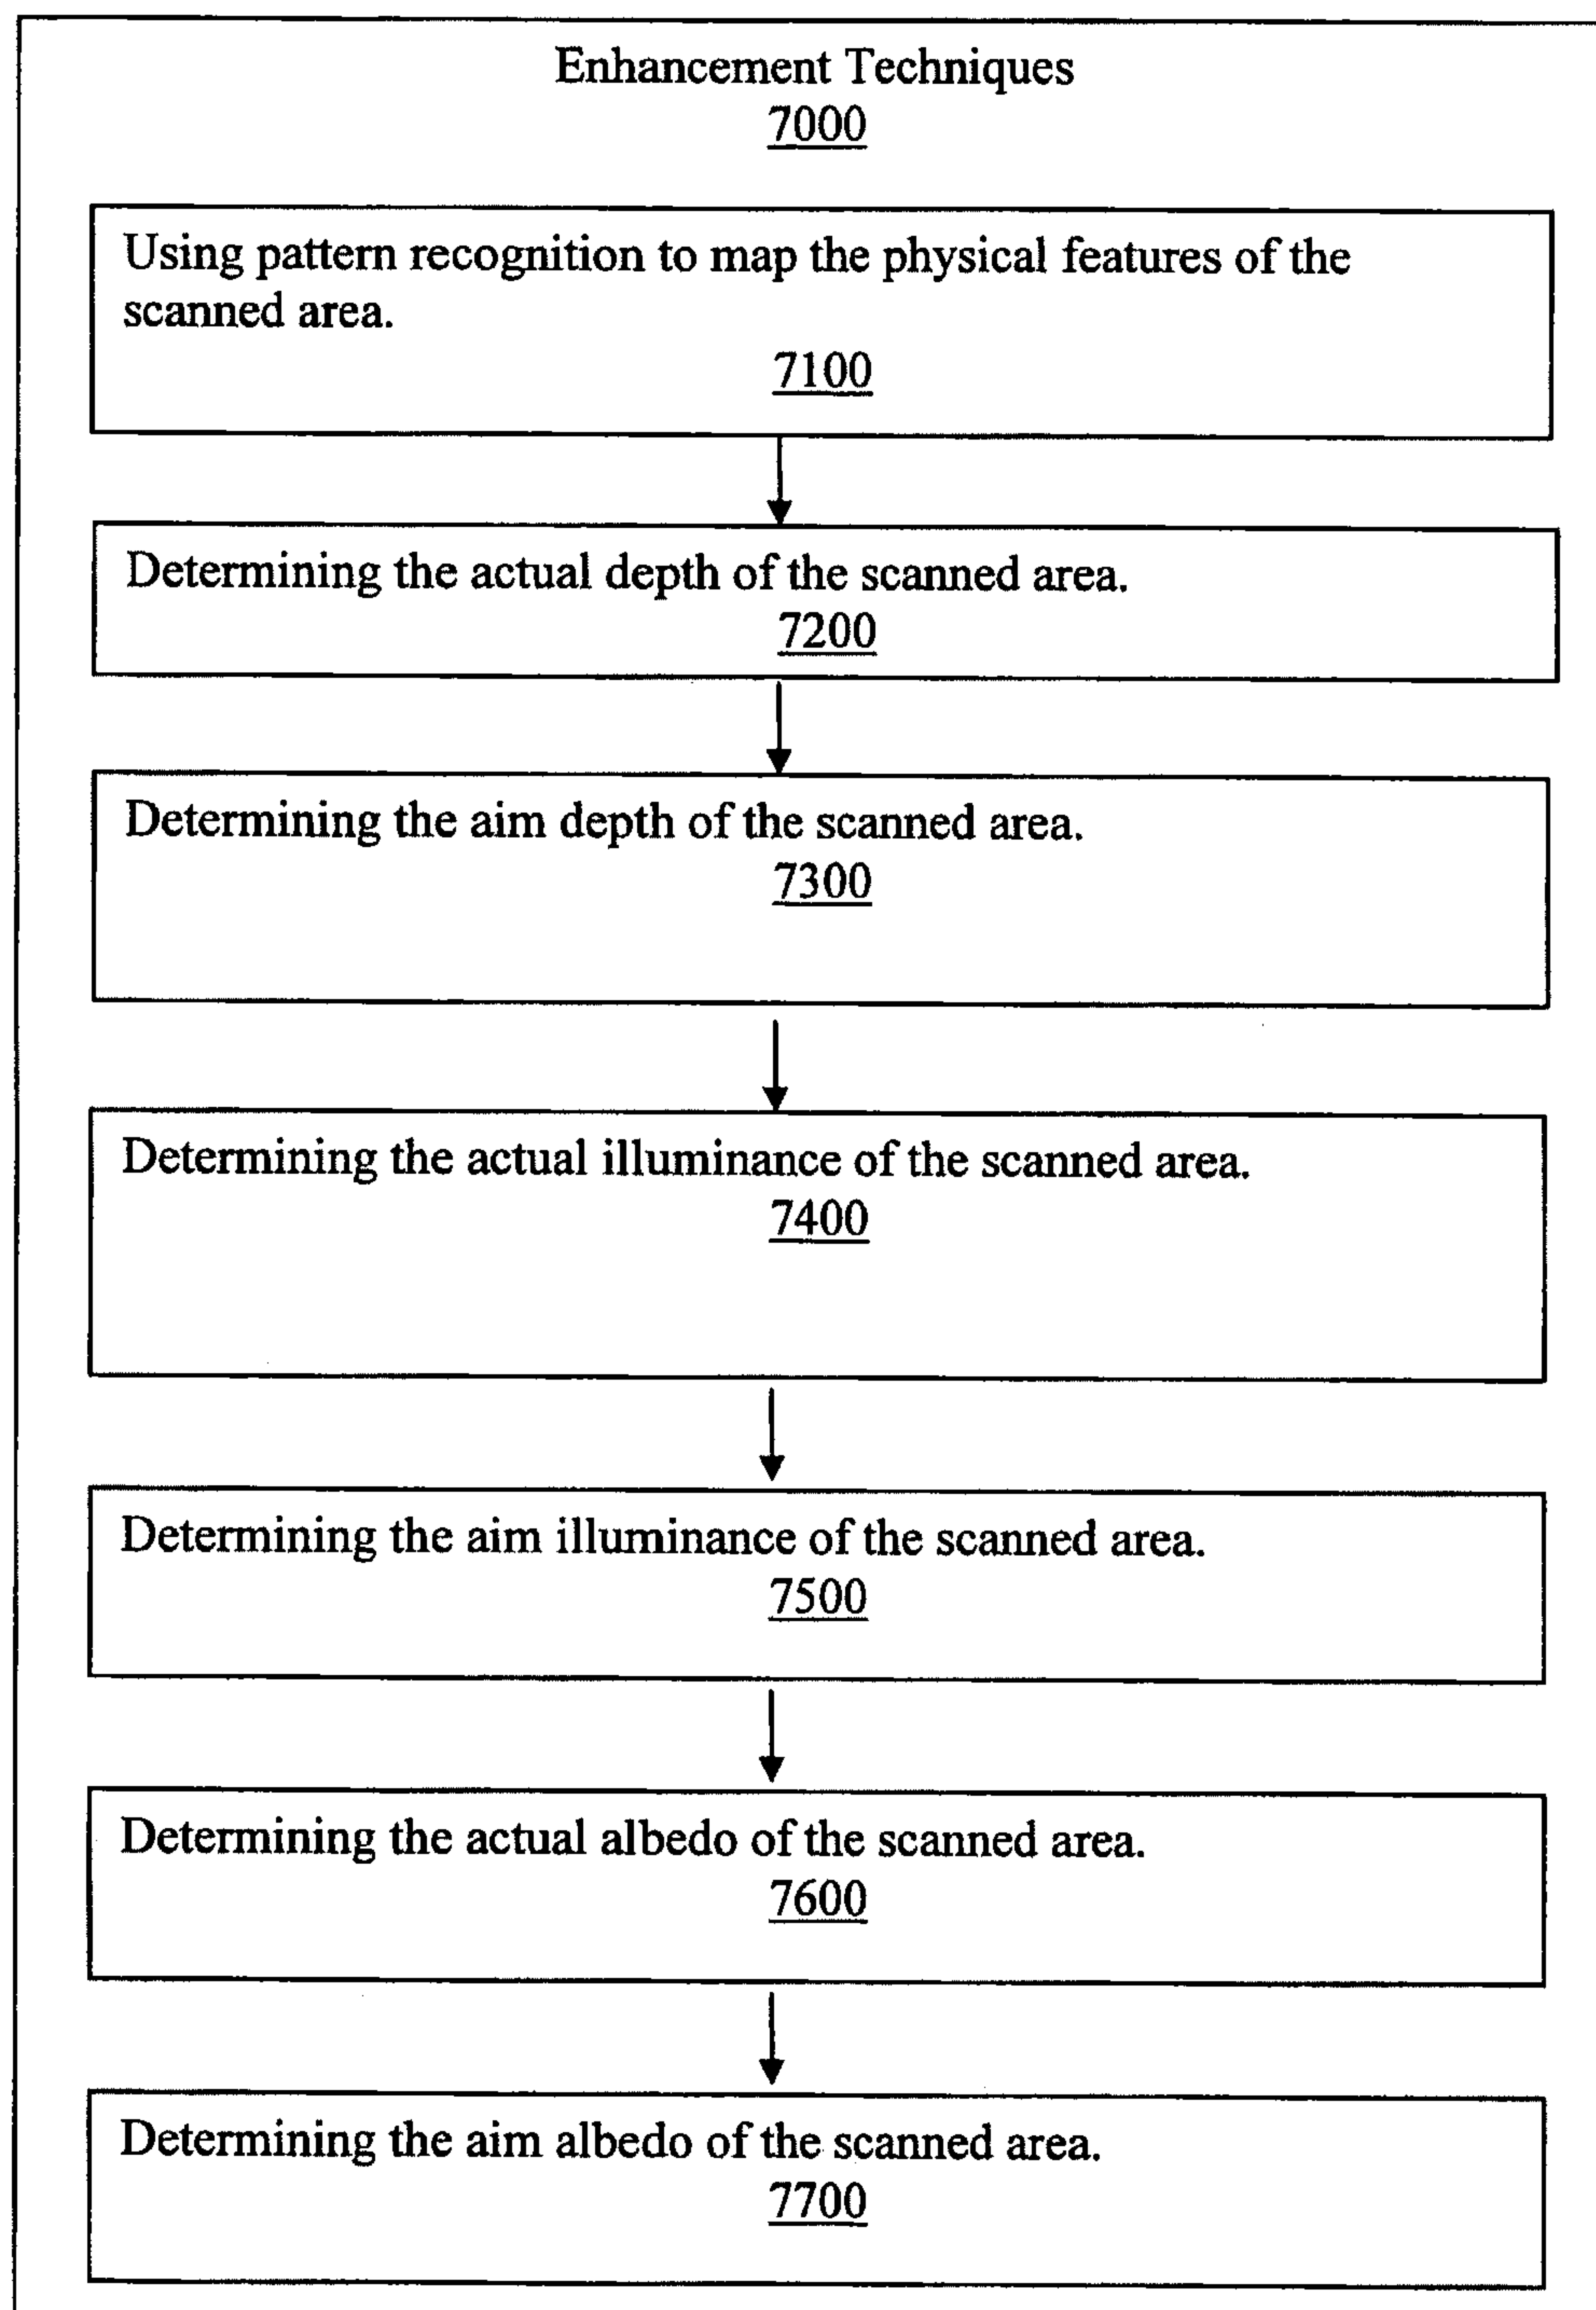 Enhancement Techniques
7000
Using pattern recognition to map the physical features of the
scanned area.
7100
Determining the actual depth of the scanned area.
7200
Determining the aim depth of the scanned area.
7300
Determining the actual illuminance of the scanned area.
7400
Determining the aim illuminance of the scanned area.
7500
Determining the actual albedo of the scanned area.
7600
Determining the aim albedo of the scanned area.
7700